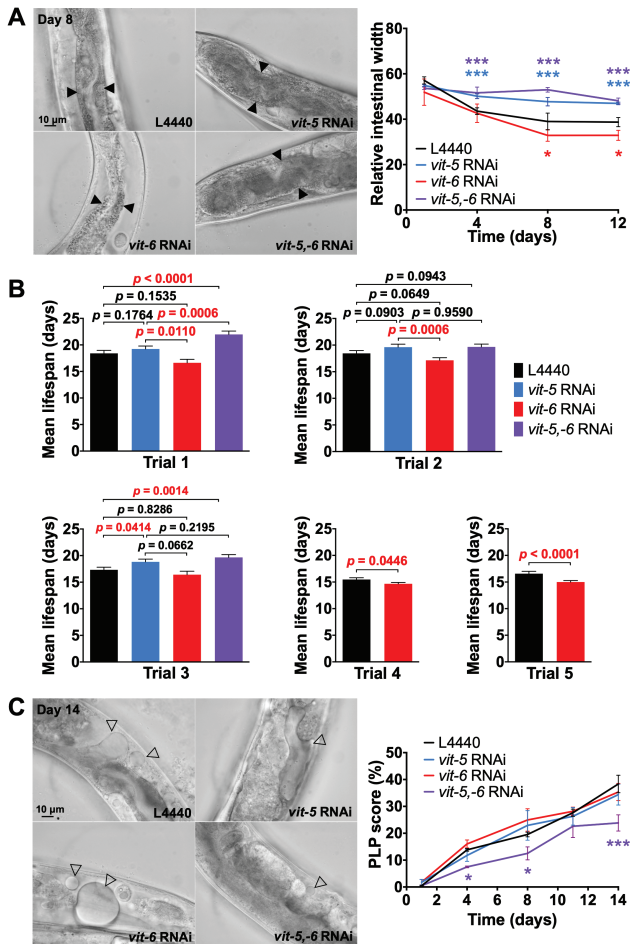 A
Day 8
10 μm
L4440
vit-5 RNAi
vit-6 RNAi
vit-5,-6 RNAi
Relative intestinal width
80
60
40
20
0
0
4
8
12
Time (days)
***
***
***
***
***
***
*
*
L4440
vit-5 RNAi
vit-6 RNAi
vit-5,-6 RNAi
B
p < 0.0001
p = 0.1535
p = 0.1764
p = 0.0006
p = 0.0110
Mean lifespan (days)
25
20
15
10
5
0
Trial 1
p = 0.0943
p = 0.0649
p = 0.0903
p = 0.9590
p = 0.0006
Mean lifespan (days)
25
20
15
10
5
0
Trial 2
L4440
vit-5 RNAi
vit-6 RNAi
vit-5,-6 RNAi
p = 0.0014
p = 0.8286
p = 0.0414
p = 0.2195
p = 0.0662
Mean lifespan (days)
25
20
15
10
5
0
Trial 3
p = 0.0446
Mean lifespan (days)
25
20
15
10
5
0
Trial 4
p < 0.0001
Mean lifespan (days)
25
20
15
10
5
0
Trial 5
C
Day 14
10 μm
L4440
vit-5 RNAi
vit-6 RNAi
vit-5,-6 RNAi
L4440
vit-5 RNAi
vit-6 RNAi
vit-5,-6 RNAi
PLP score (%)
50
40
30
20
10
0
*
*
***
0
2
4
6
8
10
12
14
Time (days)